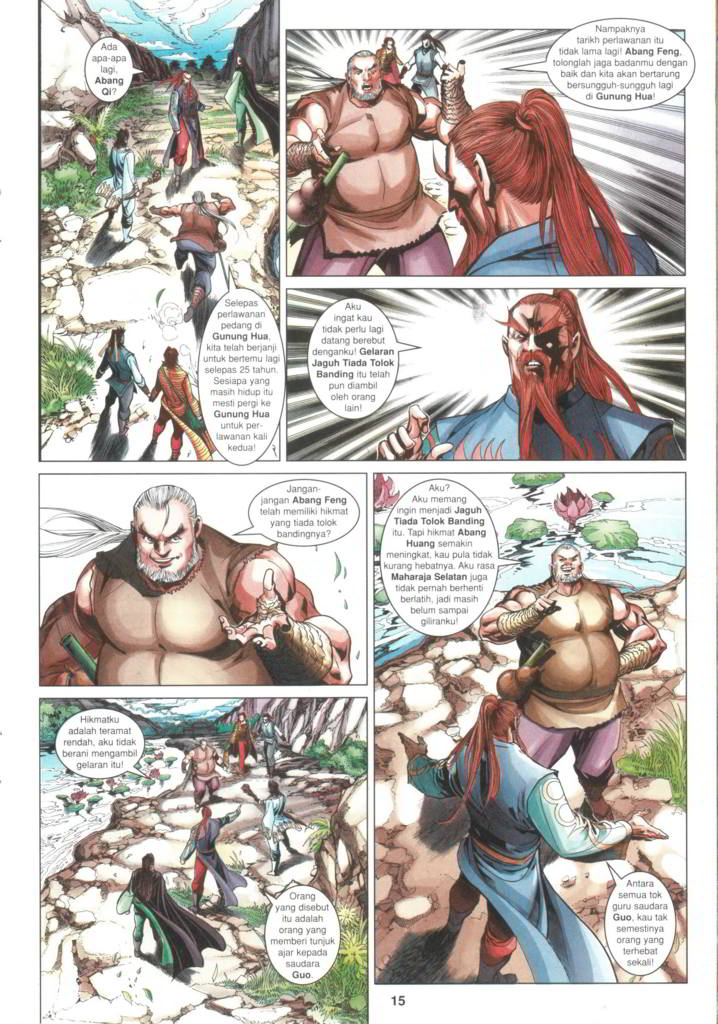 Ada
apa-apa
lagi,
Abang
Qi?
Selepas
perlawanan
pedang di
Gunung Hua,
kita telah berjanji
untuk bertemu lagi
selepas 25 tahun.
Sesiapa yang
masih hidup itu
mesti pergi ke
Gunung Hua
untuk per-
lawanan kali
kedua!
Nampaknya
tarikh perlawanan itu
tidak lama lagi! Abang Feng,
tolonglah jaga badanmu dengan
baik dan kita akan bertarung
bersungguh-sungguh lagi
di Gunung Hua!
Aku
ingat kau
tidak perlu lagi
datang berebut
denganku! Gelaran
Jaguh Tiada Tolok
Banding itu telah
pun diambil
oleh orang
lain!
Jangan-
jangan Abang Feng
telah memiliki hikmat
yang tiada tolok
bandingnya?
Hikmatku
adalah teramat
rendah, aku tidak
berani mengambil
gelaran itu!
Orang
yang disebut
itu adalah
orang yang
memberi tunjuk
ajar kepada
saudara
Guo.
Aku?
Aku memang
ingin menjadi Jaguh
Tiada Tolok Banding
itu. Tapi hikmat Abang
Huang semakin
meningkat, kau pula tidak
kurang hebatnya. Aku rasa
Maharaja Selatan juga
tidak pernah berhenti
berlatih, jadi masih
belum sampai
giliranku!
Antara
semua tok
guru saudara
Guo, kau tak
semestinya
orang yang
terhebat
sekali!
15